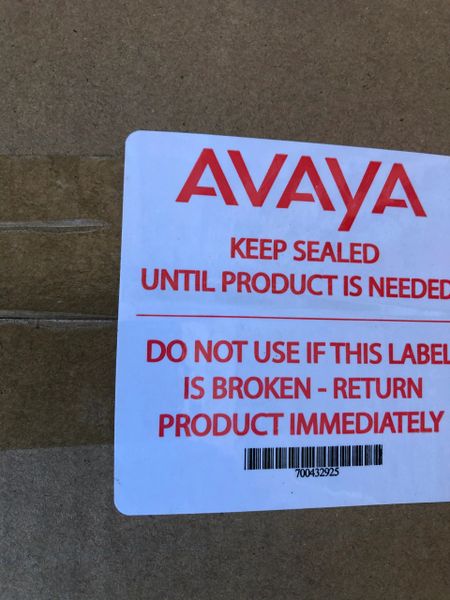 AVAYA
KEEP SEALED
UNTIL PRODUCT IS NEEDED
DO NOT USE IF THIS LABEL
IS BROKEN - RETURN
PRODUCT IMMEDIATELY
700432925